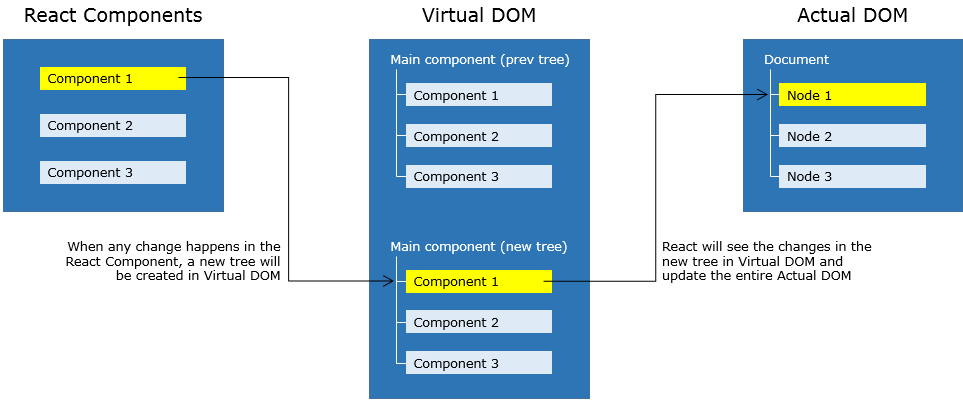 React Components
Virtual DOM
Actual DOM
Component 1
Component 2
Component 3
Main component (prev tree)
Component 1
Component 2
Component 3
Document
Node 1
Node 2
Node 3
When any change happens in the
React Component, a new tree will
be created in Virtual DOM
Main component (new tree)
Component 1
Component 2
Component 3
React will see the changes in the
new tree in Virtual DOM and
update the entire Actual DOM